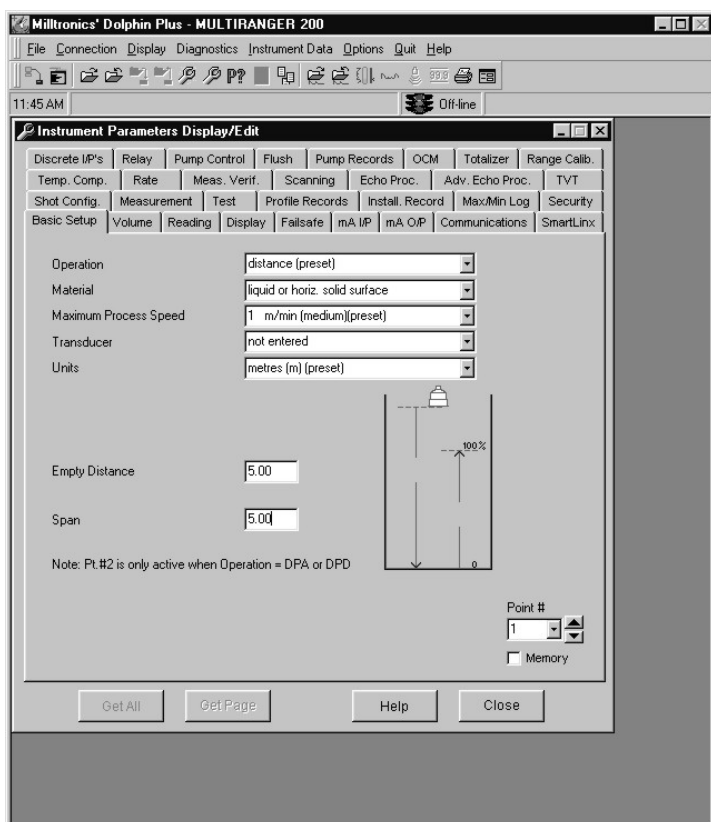 Milltronics' Dolphin Plus - MULTIRANGER 200
File Connection Display Diagnostics Instrument Data Options Quit Help
P? 99.9
11:45 AM Off-line
Instrument Parameters Display/Edit
Discrete I/P's Relay Pump Control Flush Pump Records OCM Totalizer Range Calib.
Temp. Comp. Rate Meas. Verif. Scanning Echo Proc. Adv. Echo Proc. TVT
Shot Config. Measurement Test Profile Records Install. Record Max/Min Log Security
Basic Setup Volume Reading Display Failsafe mA I/P mA O/P Communications SmartLinx
Operation distance (preset)
Material liquid or horiz. solid surface
Maximum Process Speed 1 m/min (medium)(preset)
Transducer not entered
Units metres (m) (preset)
100%
Empty Distance 5.00
Span 5.00
Note: Pt.#2 is only active when Operation = DPA or DPD
0
Point #
1
Memory
Get All Get Page Help Close